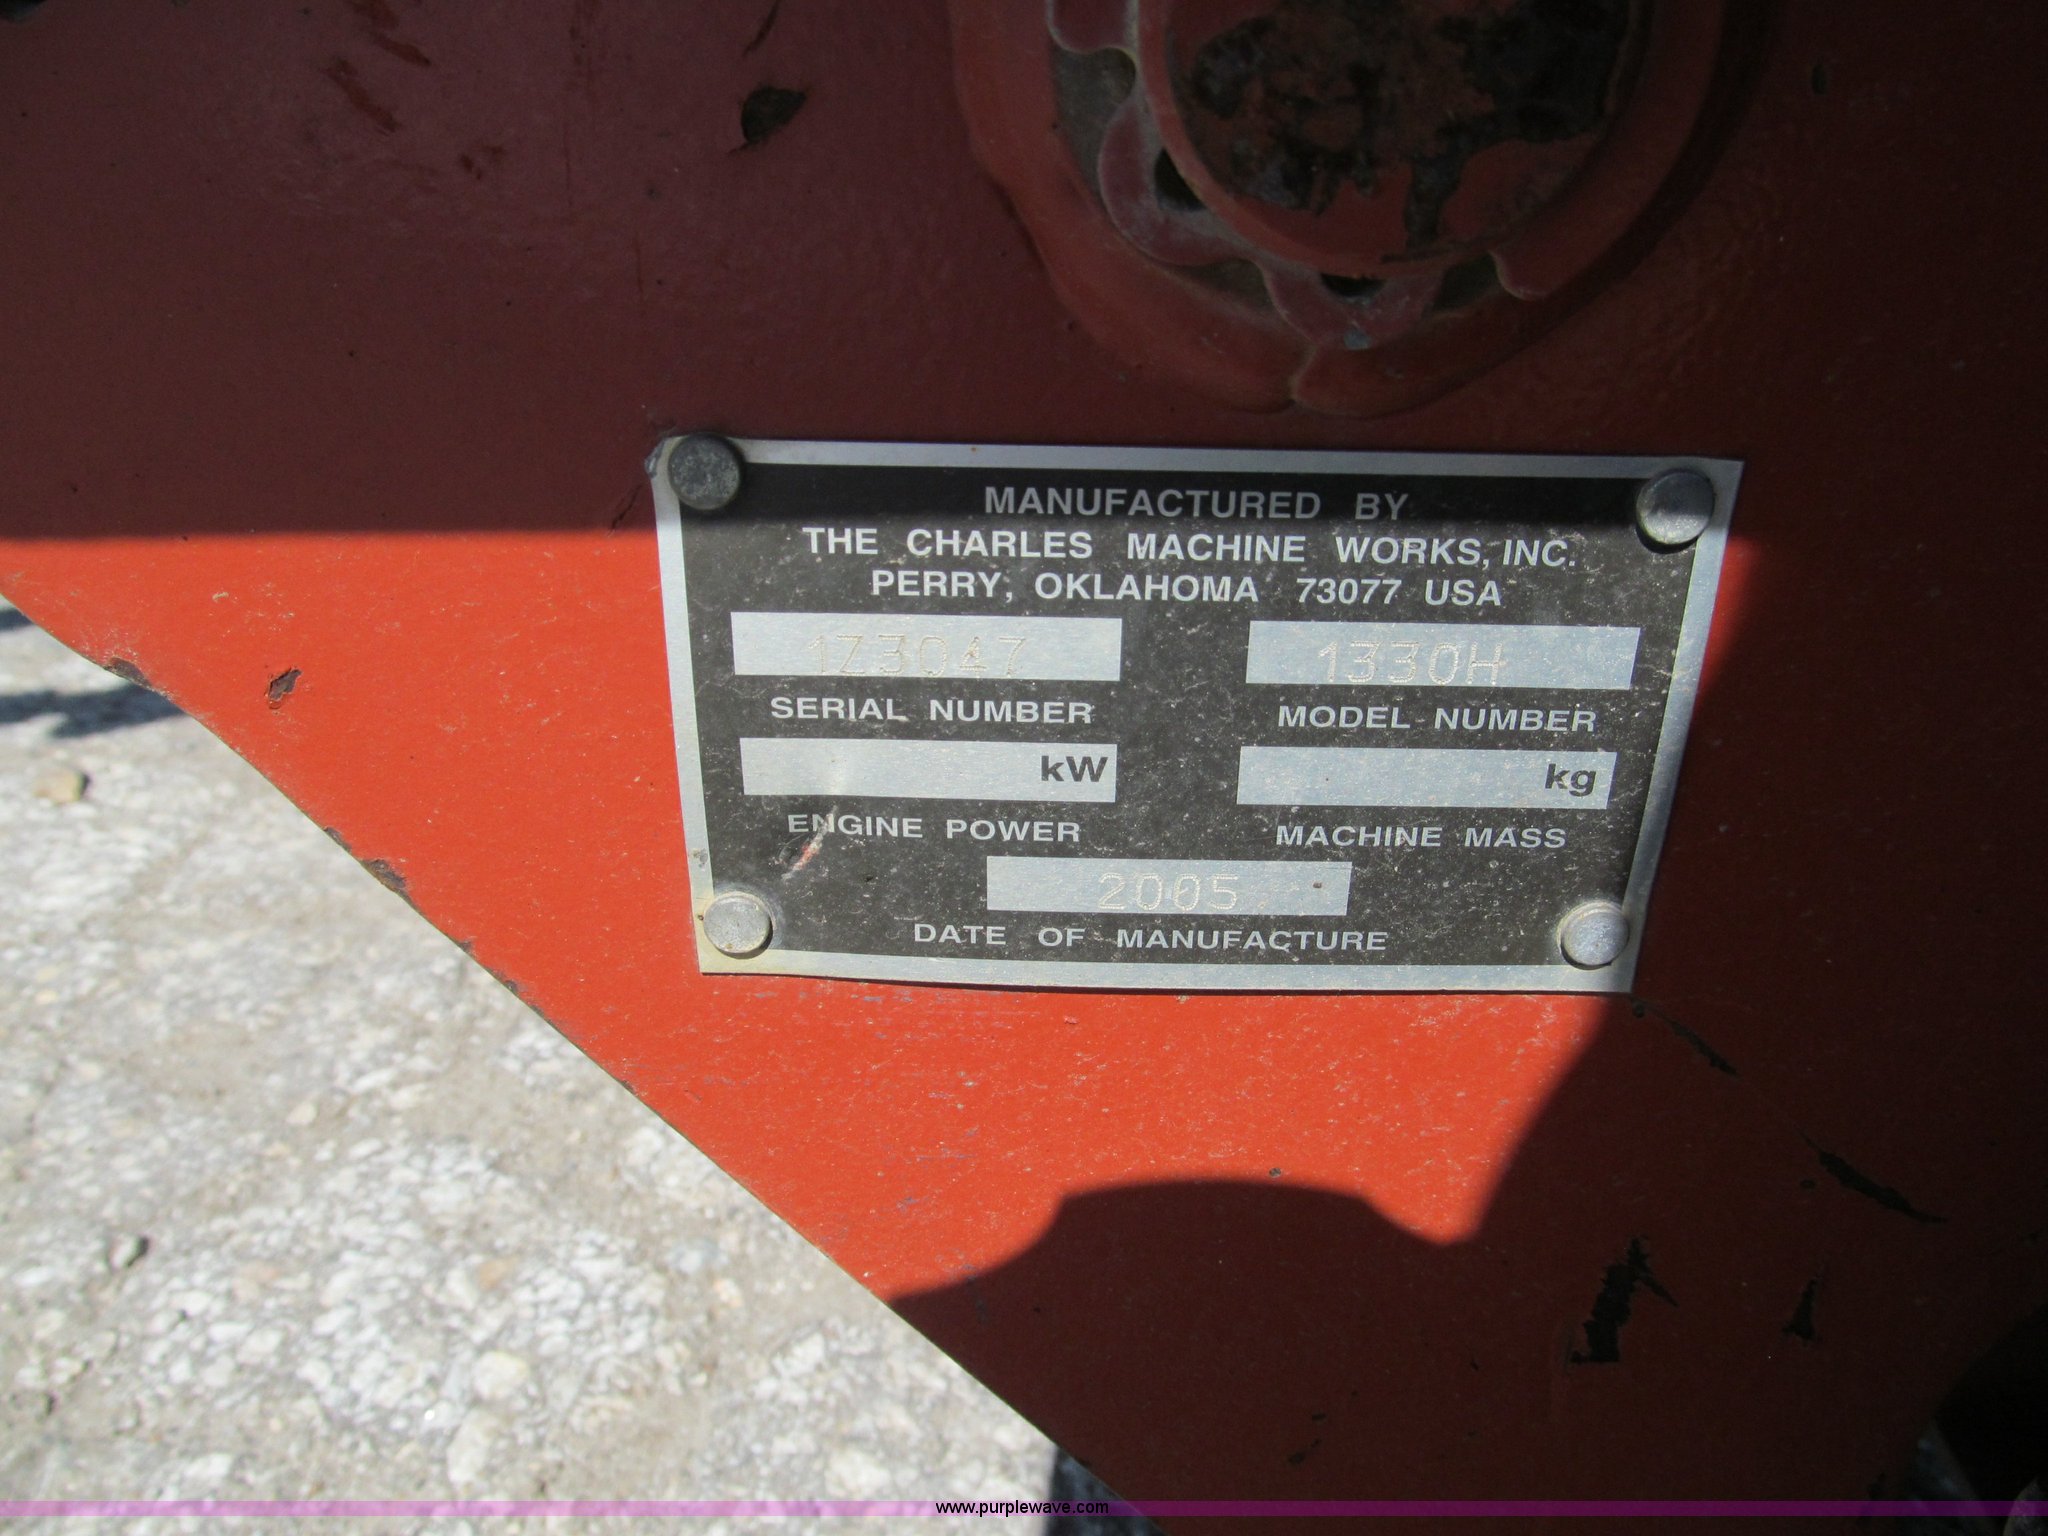 MANUFACTURED BY
THE CHARLES MACHINE WORKS, INC.
PERRY, OKLAHOMA 73077 USA
1Z3047 1330H
SERIAL NUMBER MODEL NUMBER
kW kg
ENGINE POWER MACHINE MASS
2005
DATE OF MANUFACTURE
www.purplewave.com